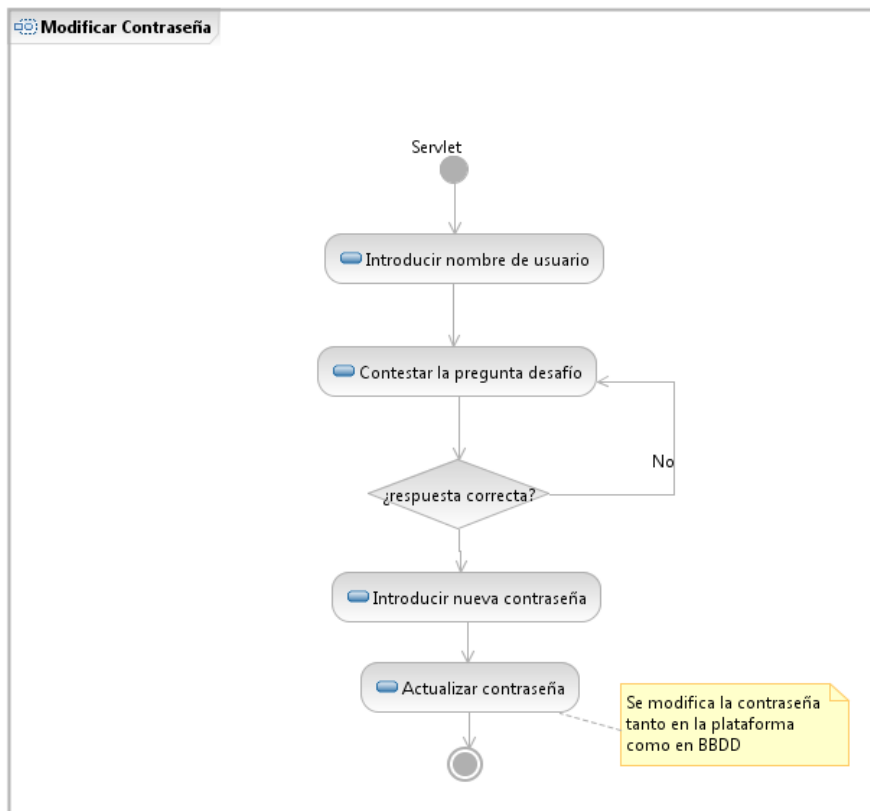 Modificar Contraseña
Servlet
Introducir nombre de usuario
Contestar la pregunta desafío
No
¿respuesta correcta?
Introducir nueva contraseña
Actualizar contraseña
Se modifica la contraseña
tanto en la plataforma
como en BBDD